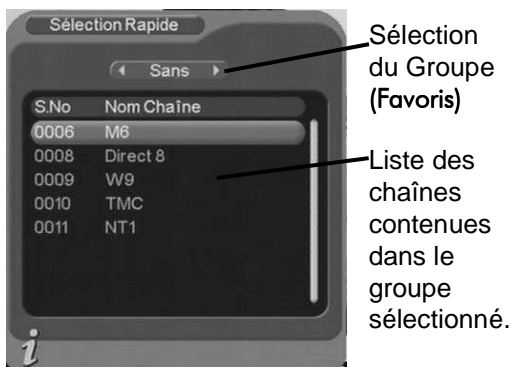 Sélection Rapide
Sans
S.No Nom Chaîne
0006 M6
0008 Direct 8
0009 W9
0010 TMC
0011 NT1
i
Sélection
du Groupe
(Favoris)
Liste des
chaînes
contenues
dans le
groupe
sélectionné.